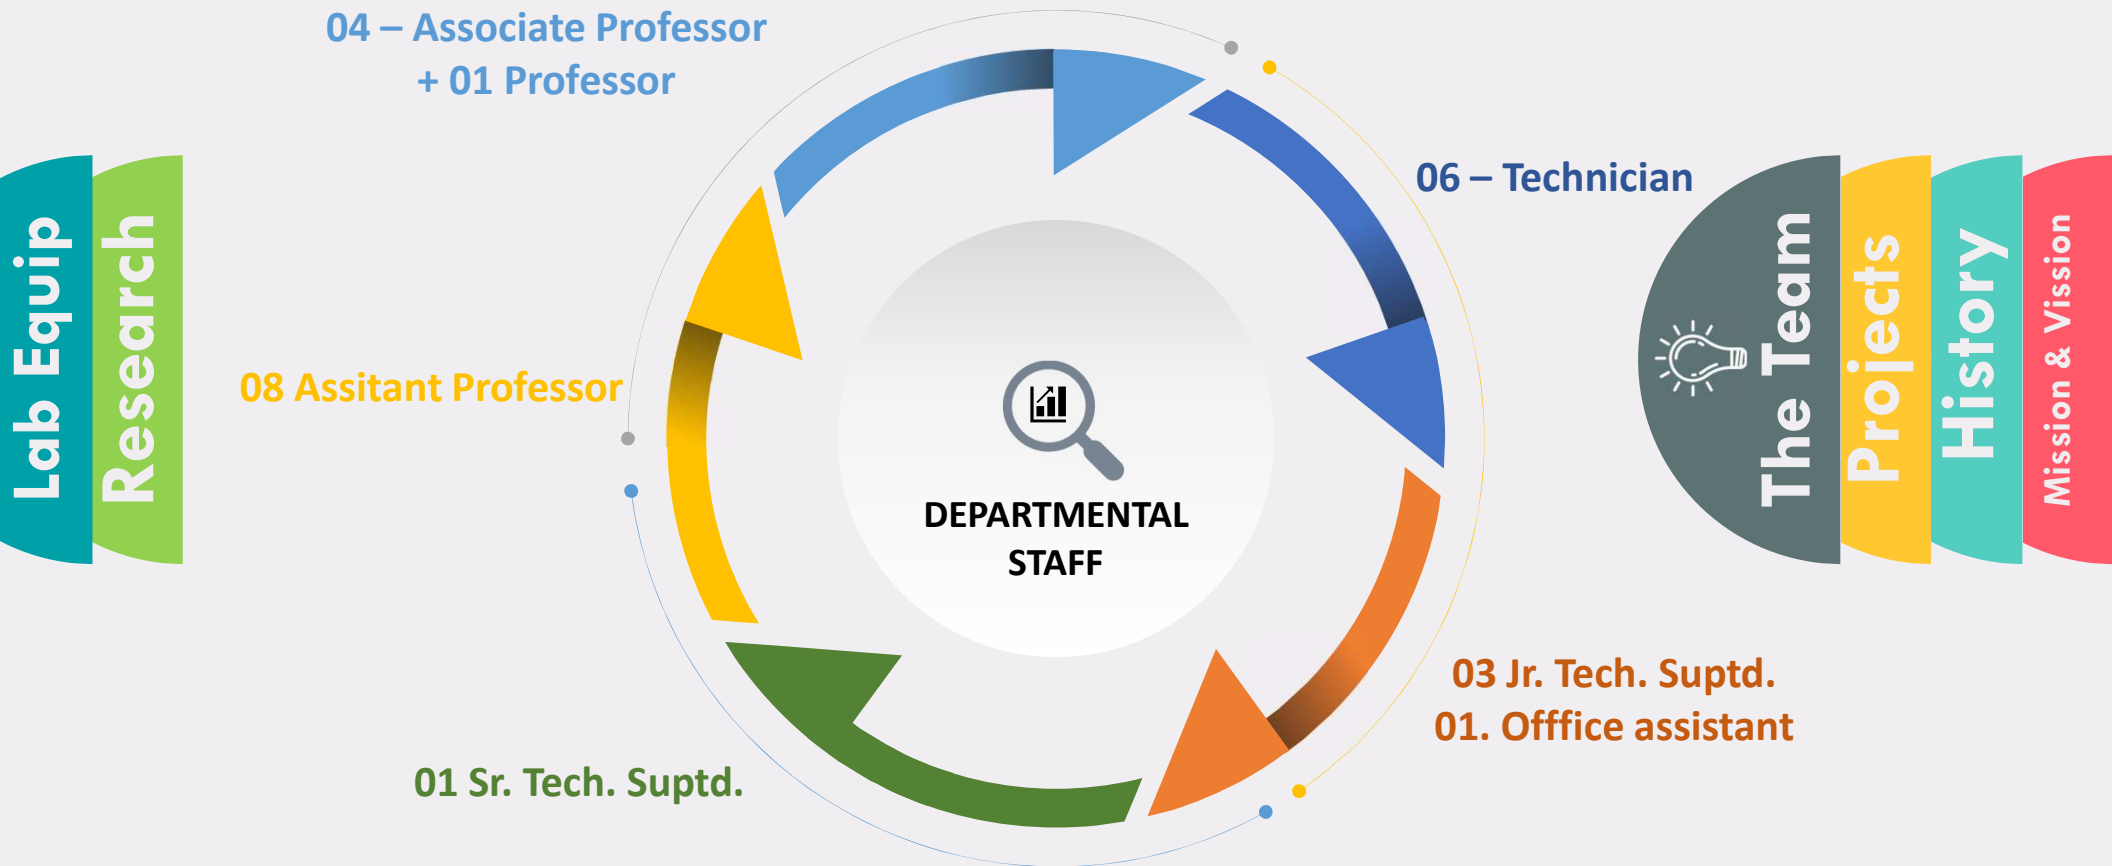 04 – Associate Professor
+ 01 Professor
06 – Technician
Lab Equip
Research
08 Assitant Professor
DEPARTMENTAL
STAFF
The Team
Projects
History
Mission & Vission
03 Jr. Tech. Suptd.
01. Offfice assistant
01 Sr. Tech. Suptd.